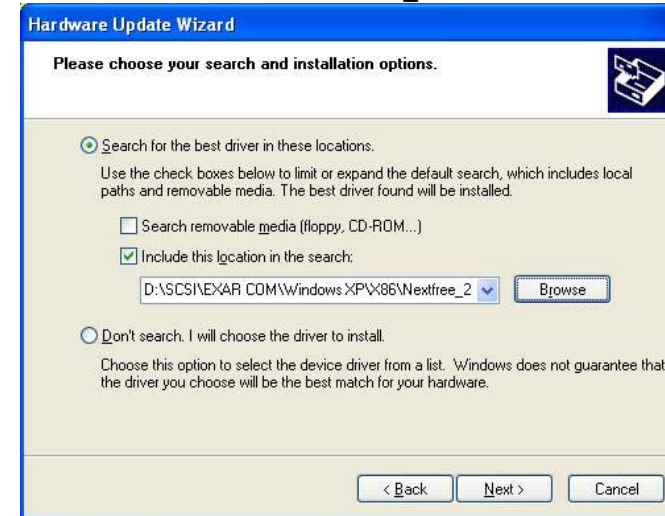 Hardware Update Wizard
Please choose your search and installation options.
Search for the best driver in these locations.
Use the check boxes below to limit or expand the default search, which includes local
paths and removable media. The best driver found will be installed.
Search removable media (floppy, CD-ROM...)
Include this location in the search:
D:\SCSI\EXAR COM\Windows XP\X86\Nextfree_2
Browse
Don't search. I will choose the driver to install.
Choose this option to select the device driver from a list. Windows does not guarantee that
the driver you choose will be the best match for your hardware.
< Back Next > Cancel